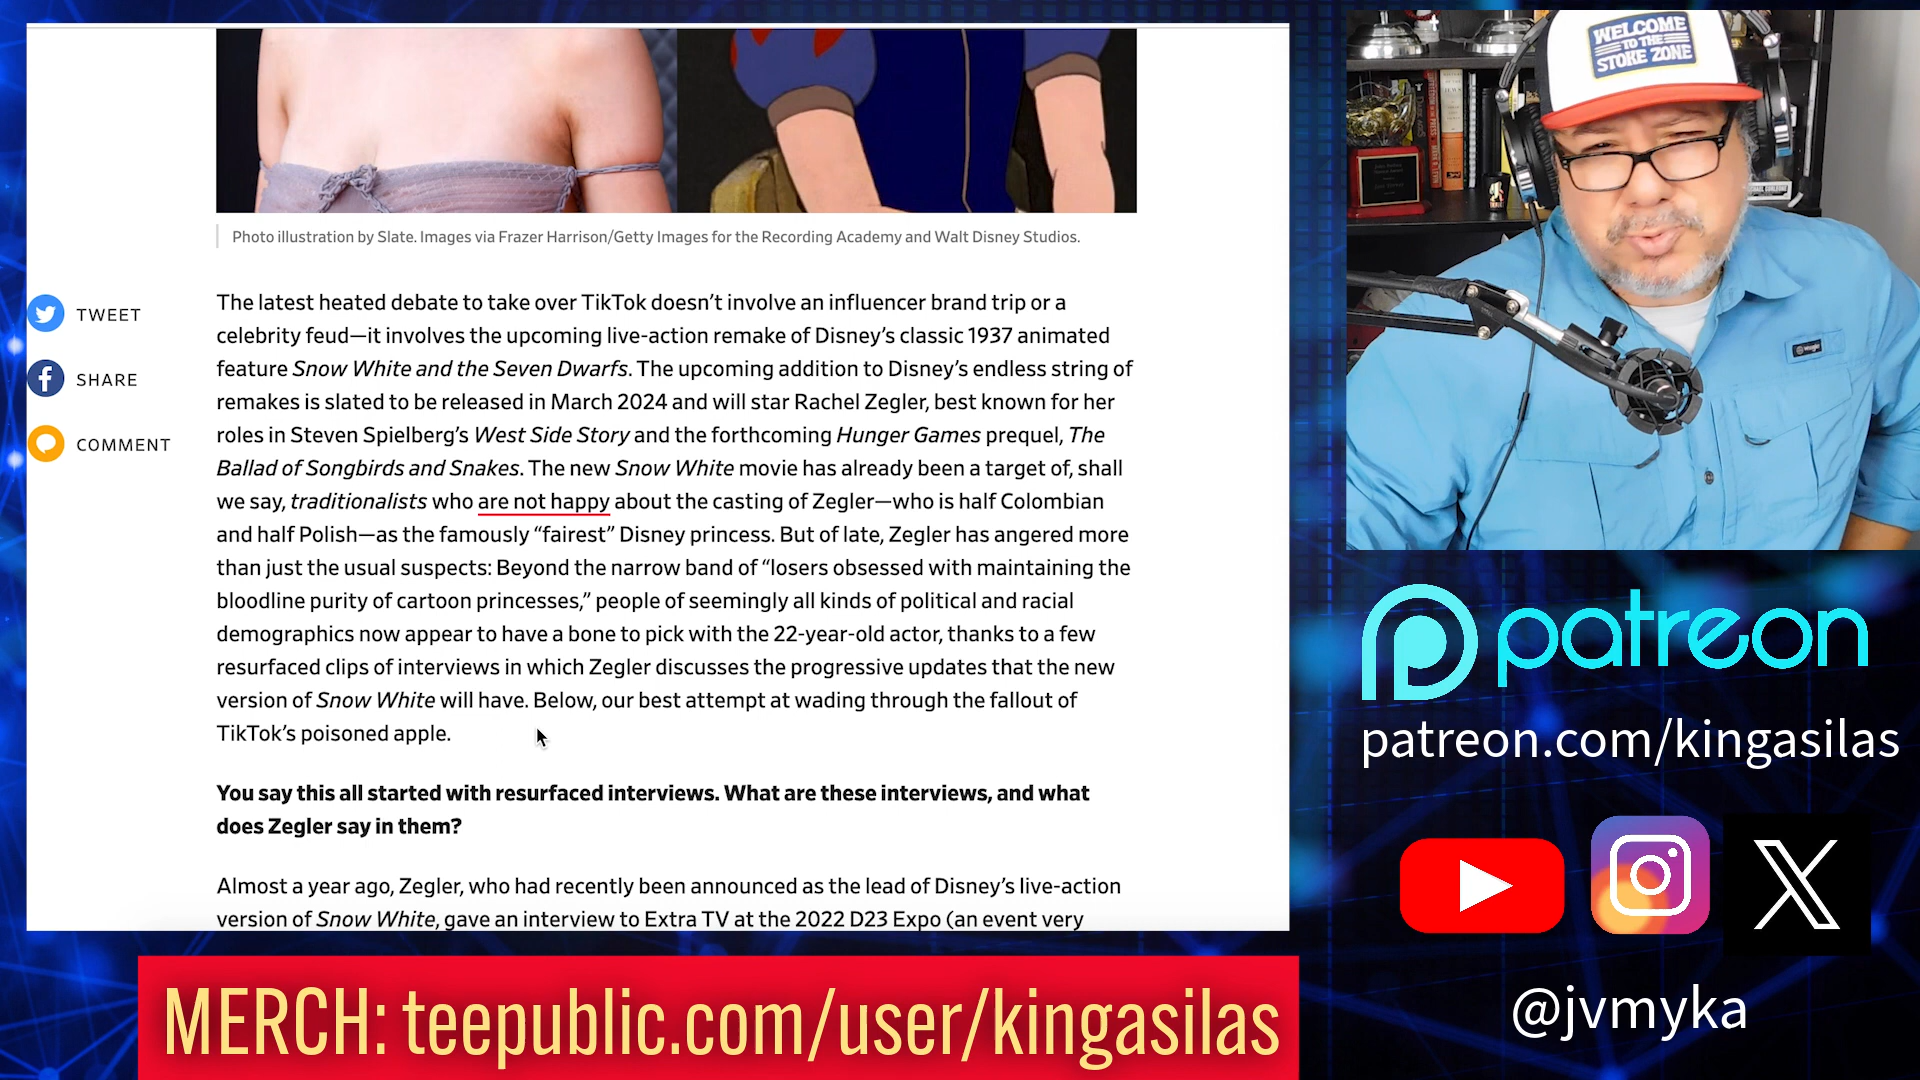 Photo illustration by Slate. Images via Frazer Harrison/Getty Images for the Recording Academy and Walt Disney Studios.
TWEET
SHARE
COMMENT
The latest heated debate to take over TikTok doesn’t involve an influencer brand trip or a
celebrity feud—it involves the upcoming live-action remake of Disney’s classic 1937 animated
feature Snow White and the Seven Dwarfs. The upcoming addition to Disney’s endless string of
remakes is slated to be released in March 2024 and will star Rachel Zegler, best known for her
roles in Steven Spielberg’s West Side Story and the forthcoming Hunger Games prequel, The
Ballad of Songbirds and Snakes. The new Snow White movie has already been a target of, shall
we say, traditionalists who are not happy about the casting of Zegler—who is half Colombian
and half Polish—as the famously “fairest” Disney princess. But of late, Zegler has angered more
than just the usual suspects: Beyond the narrow band of “losers obsessed with maintaining the
bloodline purity of cartoon princesses,” people of seemingly all kinds of political and racial
demographics now appear to have a bone to pick with the 22-year-old actor, thanks to a few
resurfaced clips of interviews in which Zegler discusses the progressive updates that the new
version of Snow White will have. Below, our best attempt at wading through the fallout of
TikTok’s poisoned apple.
You say this all started with resurfaced interviews. What are these interviews, and what
does Zegler say in them?
Almost a year ago, Zegler, who had recently been announced as the lead of Disney’s live-action
version of Snow White, gave an interview to Extra TV at the 2022 D23 Expo (an event very
WELCOME
TO THE
STOKE ZONE
patreon
patreon.com/kingasilas
@jvmyka
MERCH: teepublic.com/user/kingasilas